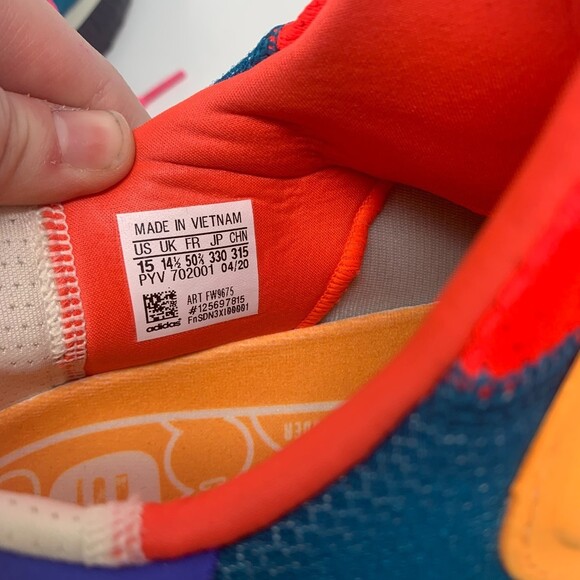 MADE IN VIETNAM
US UK FR JP CHN
15 14½ 50⅔ 330 315
PYV 702001 04/20
ART FW9675
#125697815
FnSDN3XI00001
adidas